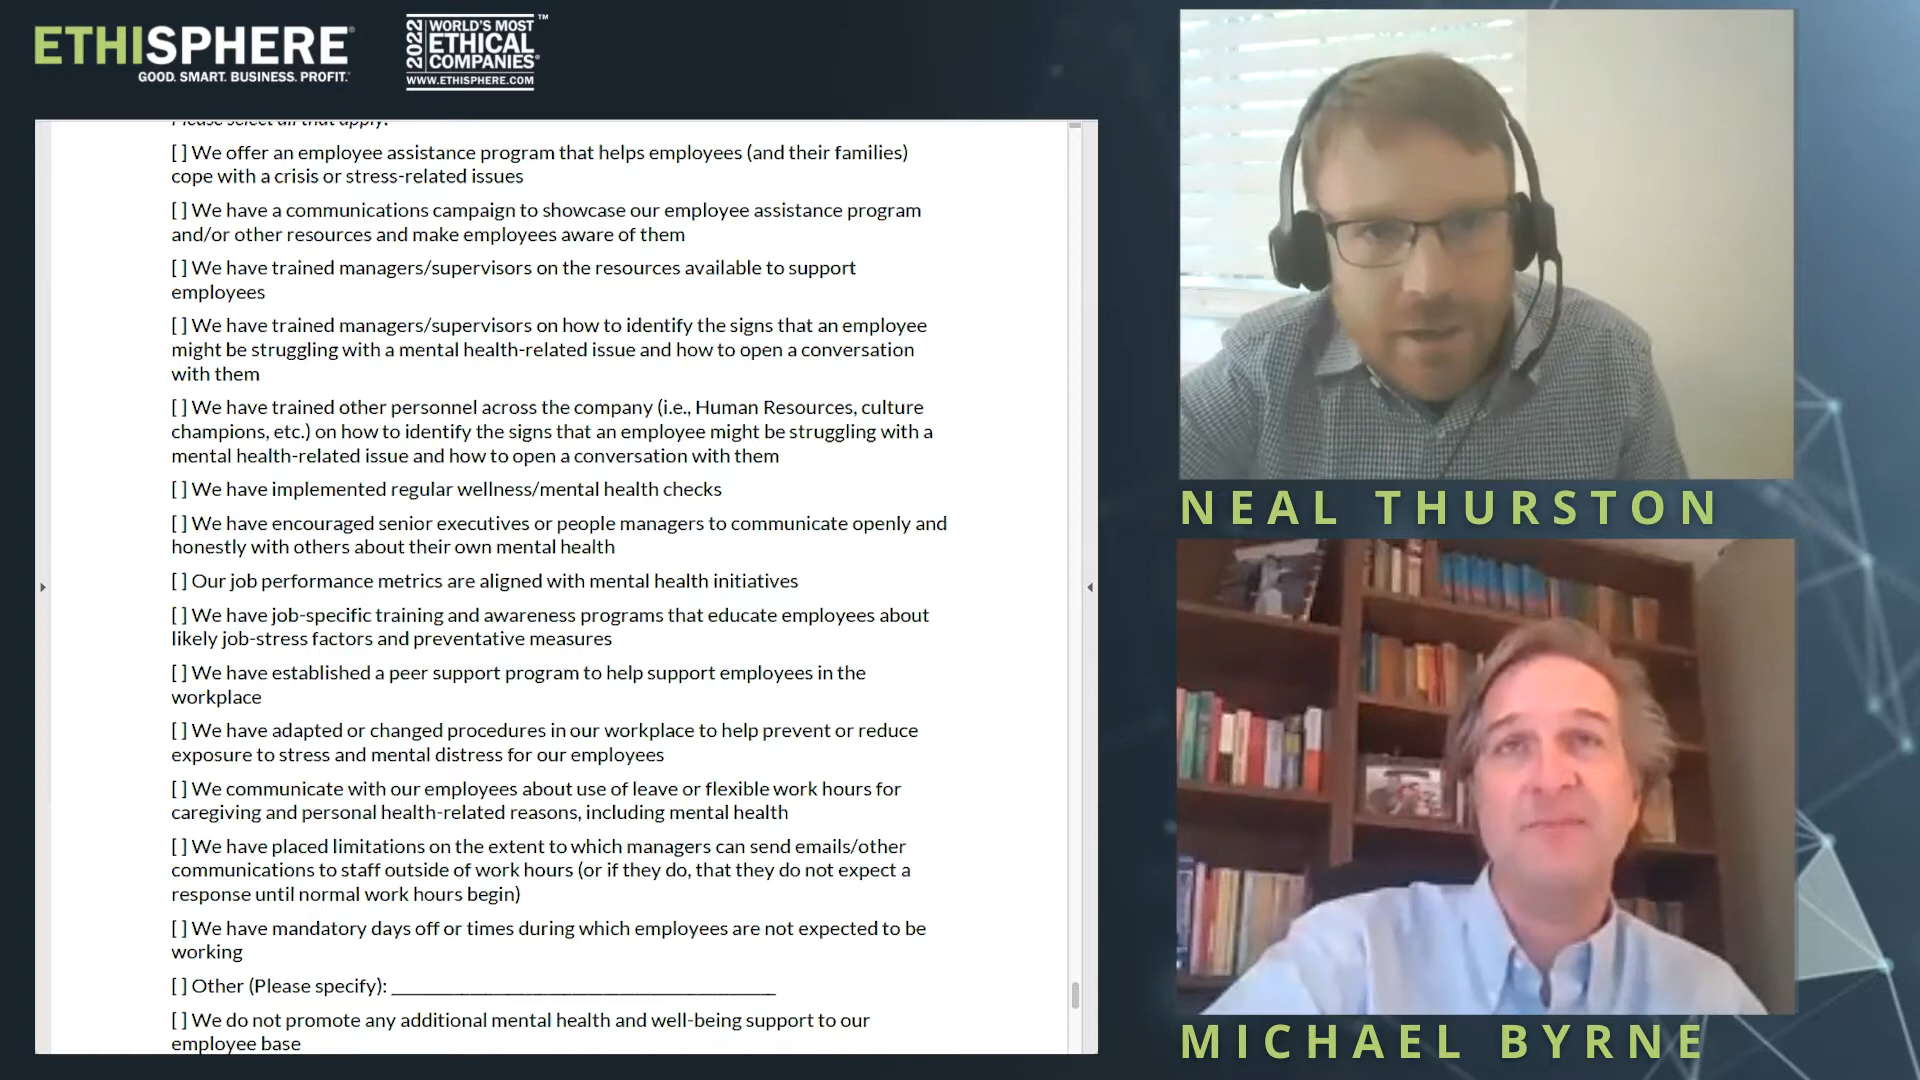 ETHISPHERE®
GOOD. SMART. BUSINESS. PROFIT.®
2022 WORLD'S MOST
ETHICAL
COMPANIES®
™
WWW.ETHISPHERE.COM
Please select all that apply:
[ ] We offer an employee assistance program that helps employees (and their families)
cope with a crisis or stress-related issues
[ ] We have a communications campaign to showcase our employee assistance program
and/or other resources and make employees aware of them
[ ] We have trained managers/supervisors on the resources available to support
employees
[ ] We have trained managers/supervisors on how to identify the signs that an employee
might be struggling with a mental health-related issue and how to open a conversation
with them
[ ] We have trained other personnel across the company (i.e., Human Resources, culture
champions, etc.) on how to identify the signs that an employee might be struggling with a
mental health-related issue and how to open a conversation with them
[ ] We have implemented regular wellness/mental health checks
[ ] We have encouraged senior executives or people managers to communicate openly and
honestly with others about their own mental health
[ ] Our job performance metrics are aligned with mental health initiatives
[ ] We have job-specific training and awareness programs that educate employees about
likely job-stress factors and preventative measures
[ ] We have established a peer support program to help support employees in the
workplace
[ ] We have adapted or changed procedures in our workplace to help prevent or reduce
exposure to stress and mental distress for our employees
[ ] We communicate with our employees about use of leave or flexible work hours for
caregiving and personal health-related reasons, including mental health
[ ] We have placed limitations on the extent to which managers can send emails/other
communications to staff outside of work hours (or if they do, that they do not expect a
response until normal work hours begin)
[ ] We have mandatory days off or times during which employees are not expected to be
working
[ ] Other (Please specify): ____________________
[ ] We do not promote any additional mental health and well-being support to our
employee base
NEAL THURSTON
MICHAEL BYRNE